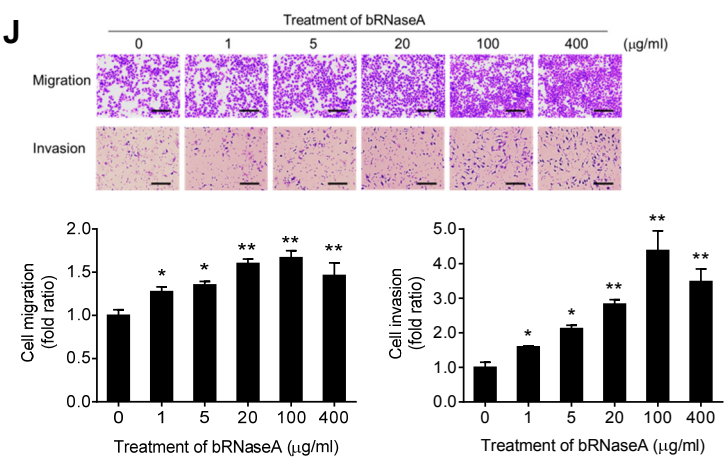 J
Treatment of bRNaseA
0 1 5 20 100 400 (μg/ml)
Migration
Invasion
2.0
1.5
1.0
0.5
0.0
Cell migration
(fold ratio)
* * ** ** **
0 1 5 20 100 400
Treatment of bRNaseA (μg/ml)
5.0
4.0
3.0
2.0
1.0
0.0
Cell invasion
(fold ratio)
* * ** ** **
0 1 5 20 100 400
Treatment of bRNaseA (μg/ml)